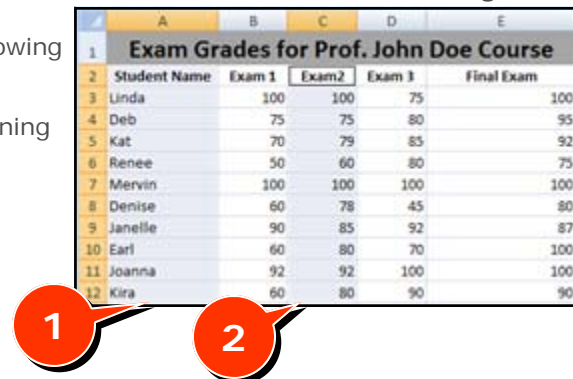 owing
ning
A B C D E
1 Exam Grades for Prof. John Doe Course
2 Student Name Exam 1 Exam2 Exam 3 Final Exam
3 Linda 100 100 75 100
4 Deb 75 75 80 95
5 Kat 70 79 85 92
6 Renee 50 60 80 75
7 Mervin 100 100 100 100
8 Denise 60 78 45 80
9 Janelle 90 85 92 87
10 Earl 60 80 70 100
11 Joanna 92 92 100 100
12 Kira 60 80 90 90
1 2